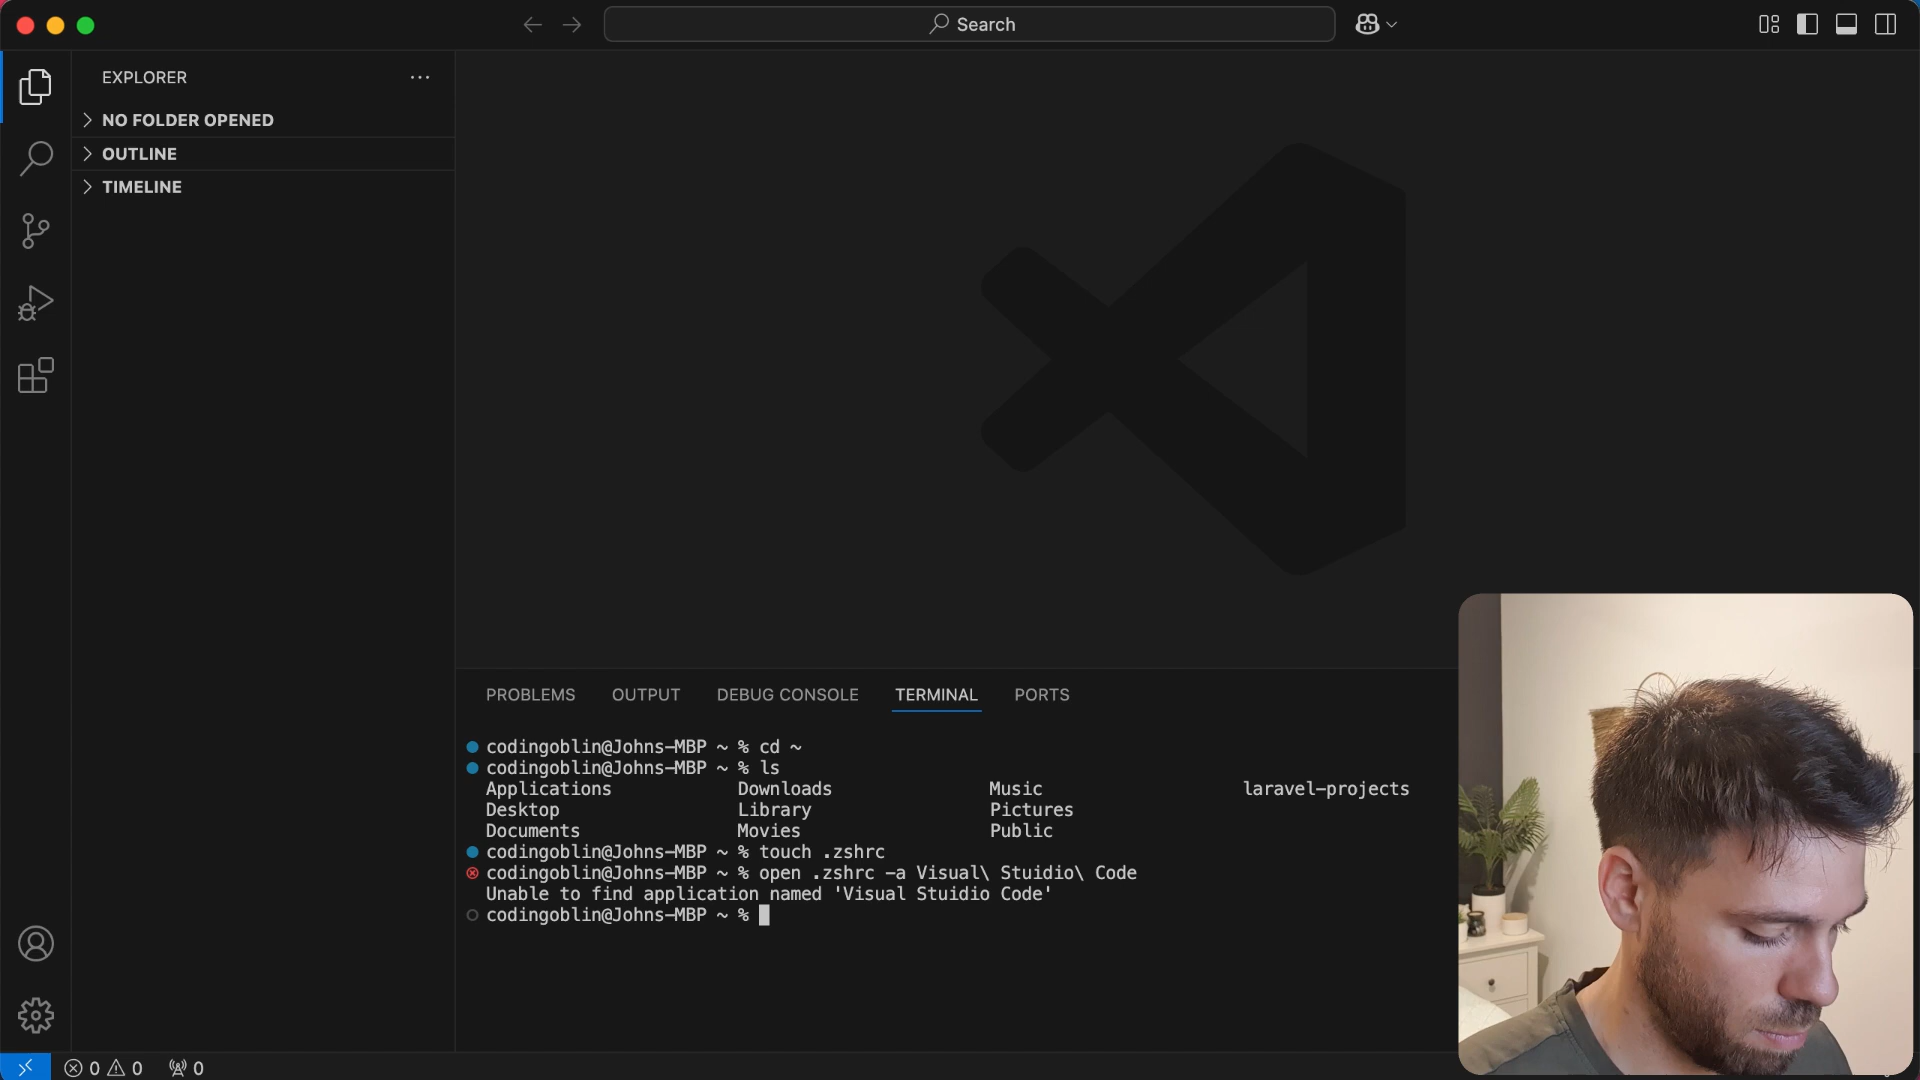 Search
EXPLORER
NO FOLDER OPENED
OUTLINE
TIMELINE
PROBLEMS OUTPUT DEBUG CONSOLE TERMINAL PORTS
codingoblin@Johns-MBP ~ % cd ~
codingoblin@Johns-MBP ~ % ls
Applications Downloads Music laravel-projects
Desktop Library Pictures
Documents Movies Public
codingoblin@Johns-MBP ~ % touch .zshrc
codingoblin@Johns-MBP ~ % open .zshrc -a Visual\ Stuidio\ Code
Unable to find application named 'Visual Stuidio Code'
codingoblin@Johns-MBP ~ %
0 0 0